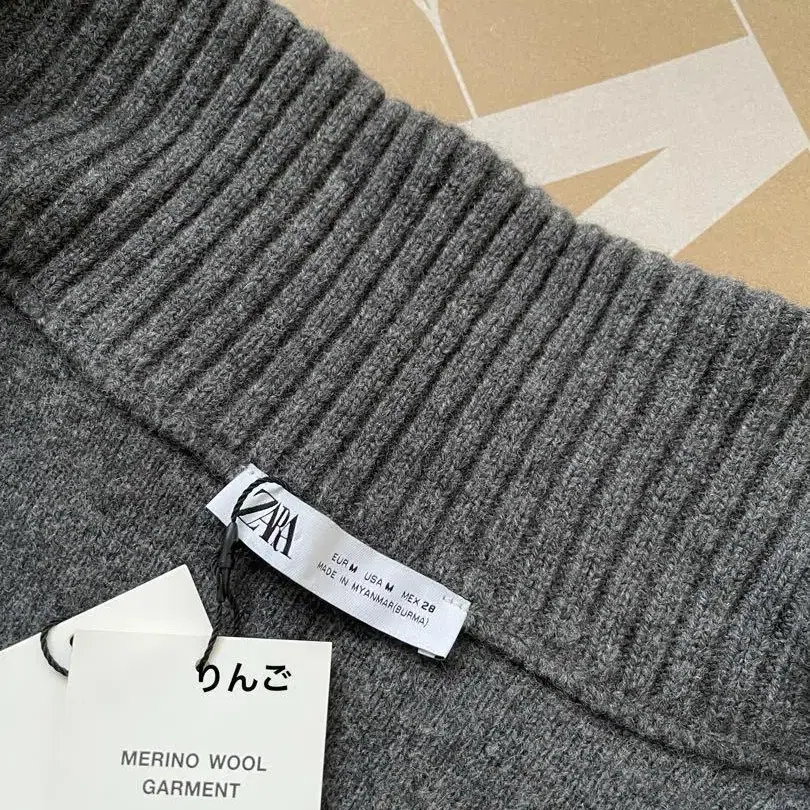 ZARA
EUR M USA M MEX 28
MADE IN MYANMAR(BURMA)
りんご
MERINO WOOL
GARMENT